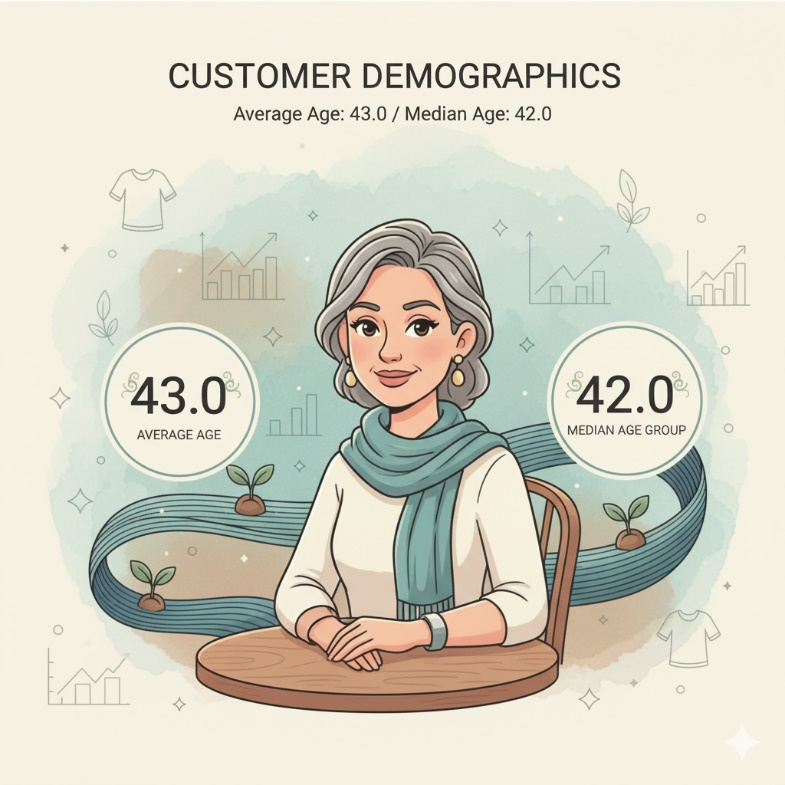 CUSTOMER DEMOGRAPHICS
Average Age: 43.0 / Median Age: 42.0
43.0
AVERAGE AGE
42.0
MEDIAN AGE GROUP